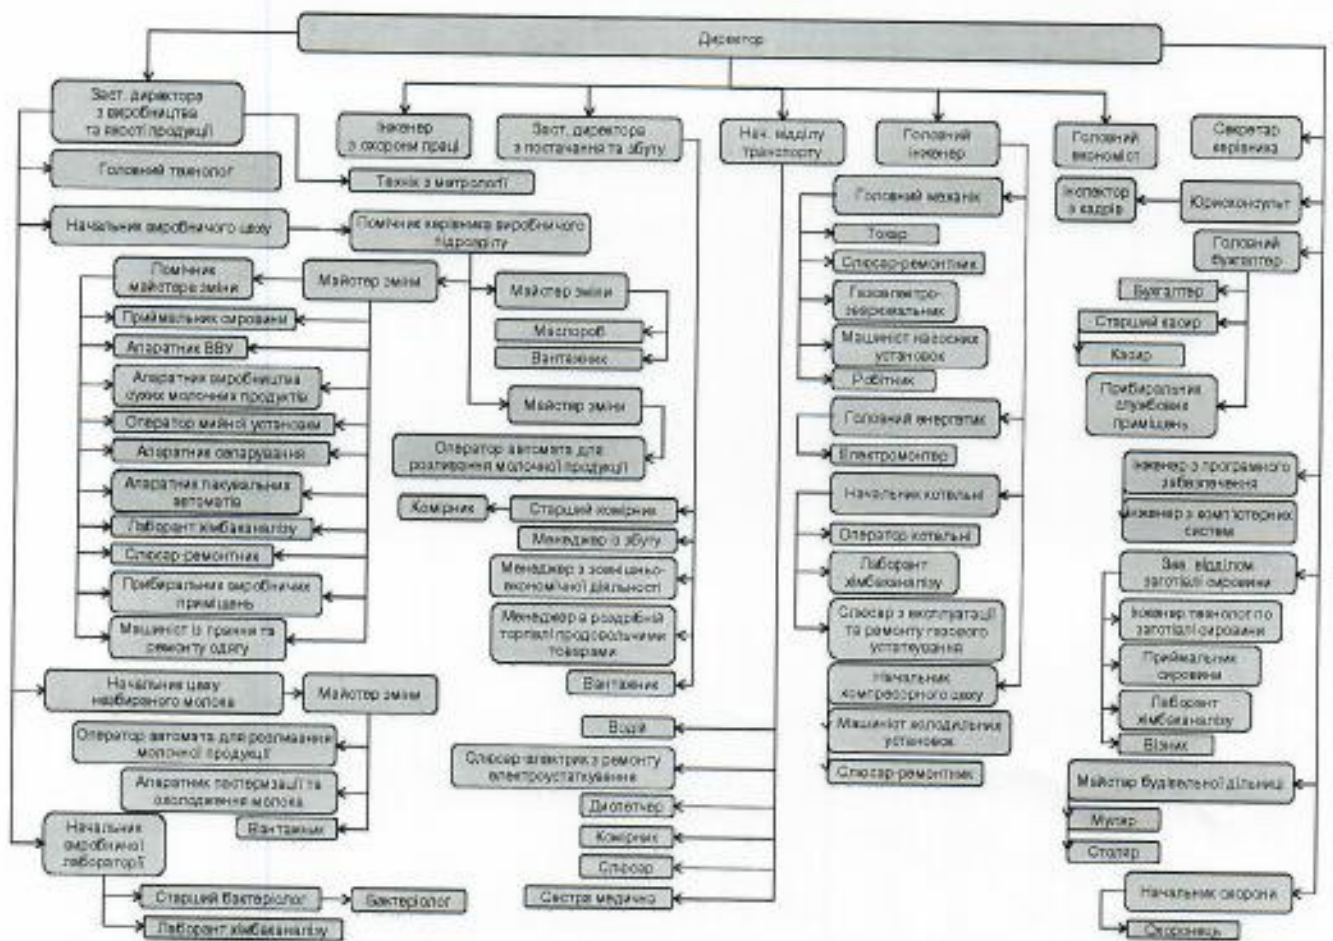 Директор
Заст. директора
з виробництва
та якості продукції
Інженер
з охорони праці
Заст. директора
з постачання та збуту
Нач. відділу
транспорту
Головний
інженер
Головний
економіст
Секретар
керівника
Головний технолог
Технік з метрології
Головний механік
Інспектор
з кадрів
Юрисконсульт
Начальник виробничого цеху
Помічник керівника виробничого
підрозділу
Токар
Слюсар-ремонтник
Газоелектро-
зварювальник
Машиніст насосних
установок
Робітник
Головний
бухгалтер
Бухгалтер
Старший касир
Касир
Прибиральник
службових
приміщень
Помічник
майстера зміни
Майстер зміни
Майстер зміни
Маслороб
Вантажник
Майстер зміни
Оператор автомата для
розливання молочної продукції
Приймальник сировини
Апаратник ВВУ
Апаратник виробництва
сухих молочних продуктів
Оператор мийної установки
Апаратник сепарування
Апаратник пакувальних
автоматів
Лаборант хімбаканалізу
Слюсар-ремонтник
Прибиральник виробничих
приміщень
Машиніст із прання та
ремонту одягу
Головний енергетик
Електромонтер
Начальник котельні
Оператор котельні
Лаборант
хімбаканалізу
Слюсар з експлуатації
та ремонту газового
устаткування
Начальник
компресорного цеху
Машиніст холодильних
установок
Слюсар-ремонтник
Комірник
Старший комірник
Менеджер із збуту
Менеджер з зовнішньо-
економічної діяльності
Менеджер в роздрібній
торгівлі продовольчими
товарами
Вантажник
Інженер з програмного
забезпечення
Інженер з комп'ютерних
систем
Зав. відділом
заготівлі сировини
Інженер технолог по
заготівлі сировини
Приймальник
сировини
Лаборант
хімбаканалізу
Візник
Начальник цеху
незбираного молока
Майстер зміни
Оператор автомата для розливання
молочної продукції
Апаратник пастеризації та
охолодження молока
Вантажник
Водій
Слюсар-електрик з ремонту
електроустаткування
Диспетчер
Комірник
Слюсар
Сестра медична
Майстер будівельної дільниці
Муляр
Столяр
Начальник
виробничої
лабораторії
Старший бактеріолог
Бактеріолог
Лаборант хімбаканалізу
Начальник охорони
Охоронець